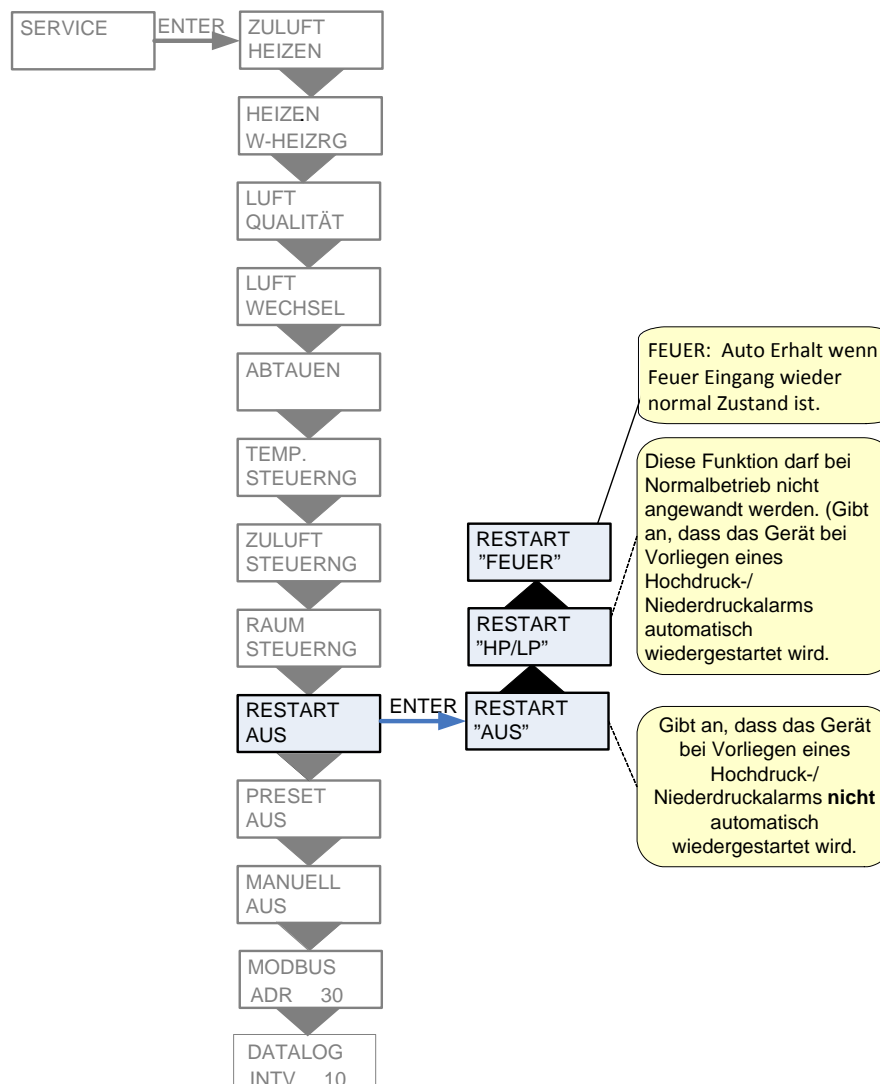 SERVICE
ENTER
ZULUFT
HEIZEN
HEIZEN
W-HEIZRG
LUFT
QUALITÄT
LUFT
WECHSEL
ABTAUEN
TEMP.
STEUERNG
ZULUFT
STEUERNG
RAUM
STEUERNG
RESTART
AUS
ENTER
RESTART
"FEUER"
RESTART
"HP/LP"
RESTART
"AUS"
FEUER: Auto Erhalt wenn
Feuer Eingang wieder
normal Zustand ist.
Diese Funktion darf bei
Normalbetrieb nicht
angewandt werden. (Gibt
an, dass das Gerät bei
Vorliegen eines
Hochdruck-/
Niederdruckalarms
automatisch
wiedergestartet wird.
Gibt an, dass das Gerät
bei Vorliegen eines
Hochdruck-/
Niederdruckalarms nicht
automatisch
wiedergestartet wird.
PRESET
AUS
MANUELL
AUS
MODBUS
ADR 30
DATALOG
INTV 10